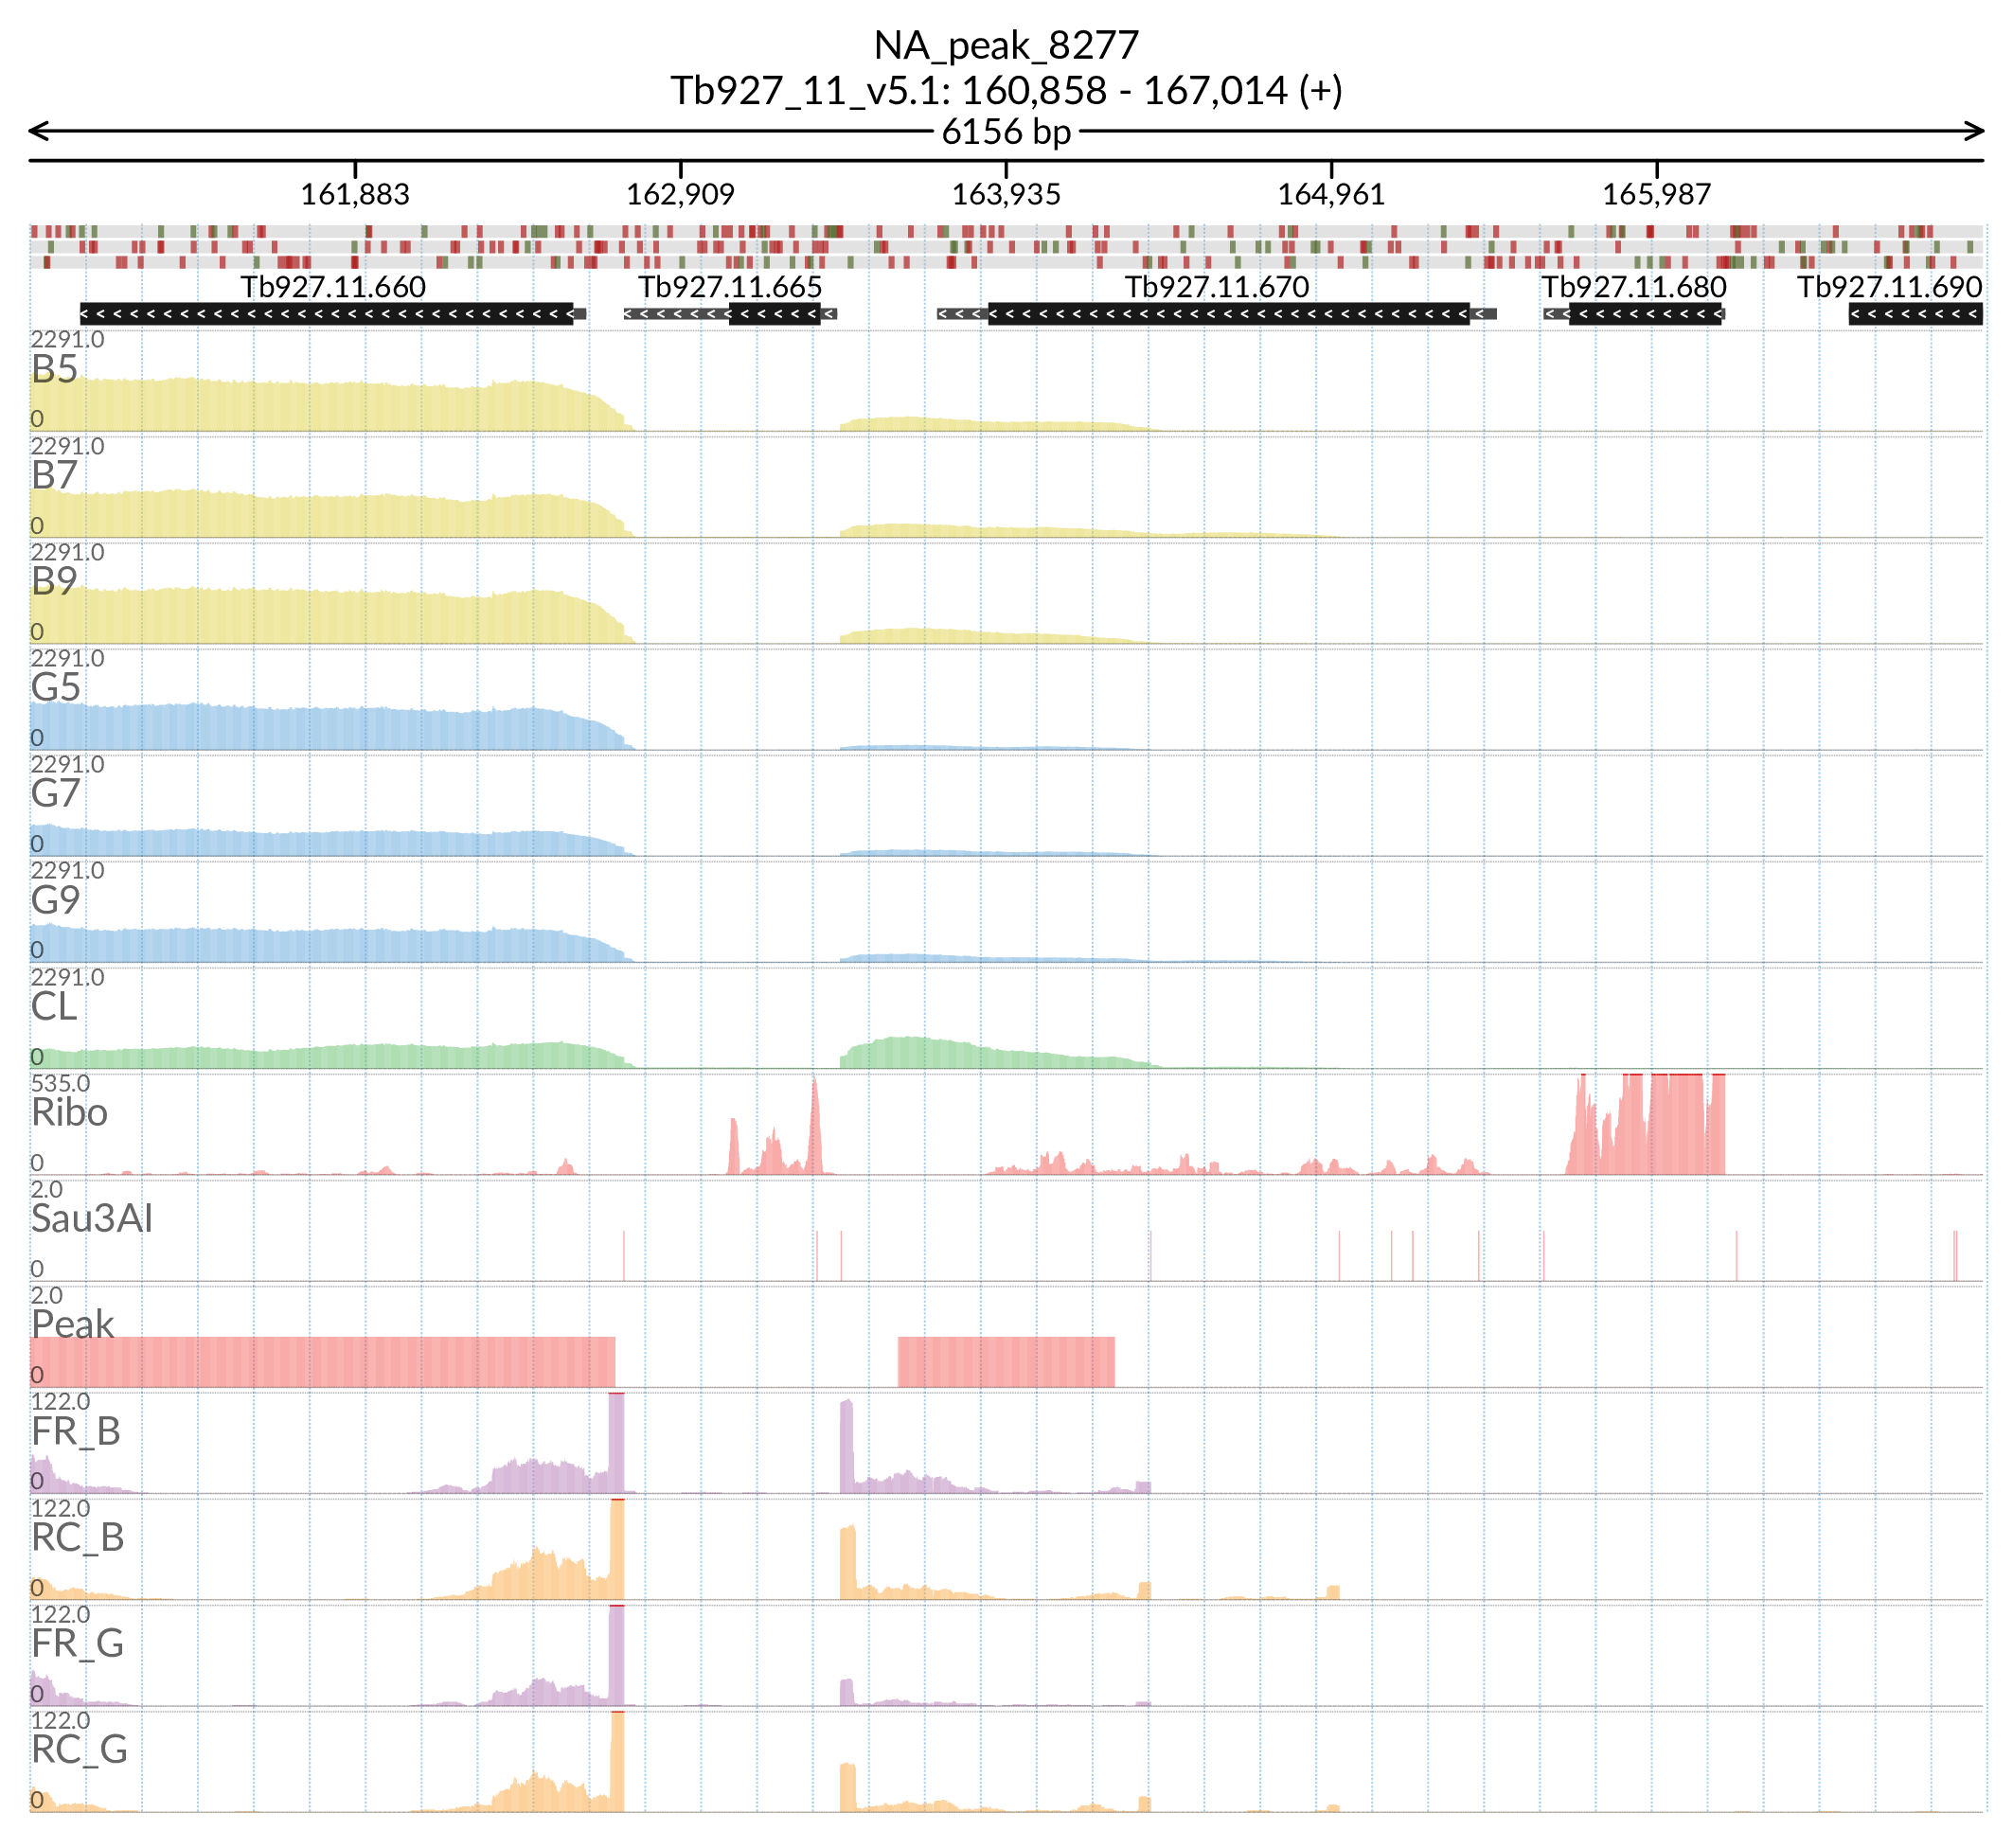 NA_peak_8277
Tb927_11_v5.1: 160,858 - 167,014 (+)
6156 bp
161,883 162,909 163,935 164,961 165,987
Tb927.11.660 Tb927.11.665 Tb927.11.670 Tb927.11.680 Tb927.11.690
2291.0
B5
0
2291.0
B7
0
2291.0
B9
0
2291.0
G5
0
2291.0
G7
0
2291.0
G9
0
2291.0
CL
0
535.0
Ribo
0
2.0
Sau3AI
0
2.0
Peak
0
122.0
FR_B
0
122.0
RC_B
0
122.0
FR_G
0
122.0
RC_G
0